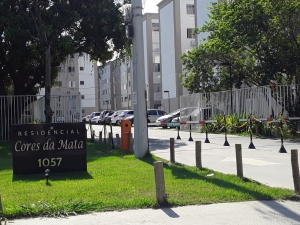 RESIDENCIAL
Cores da Mata
1057